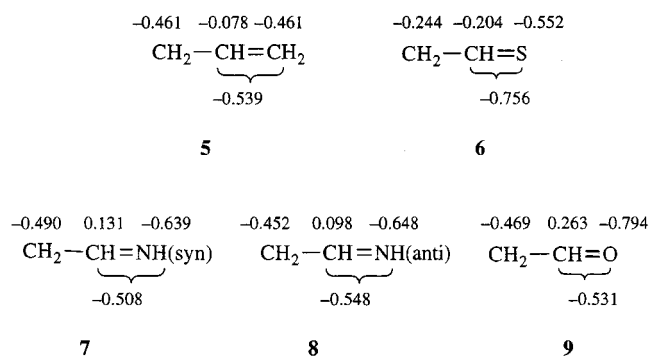 −0.461 −0.078 −0.461 −0.244 −0.204 −0.552
CH₂—CH=CH₂ CH₂—CH=S
−0.539 −0.756
5 6
−0.490 0.131 −0.639 −0.452 0.098 −0.648 −0.469 0.263 −0.794
CH₂—CH=NH(syn) CH₂—CH=NH(anti) CH₂—CH=O
−0.508 −0.548 −0.531
7 8 9